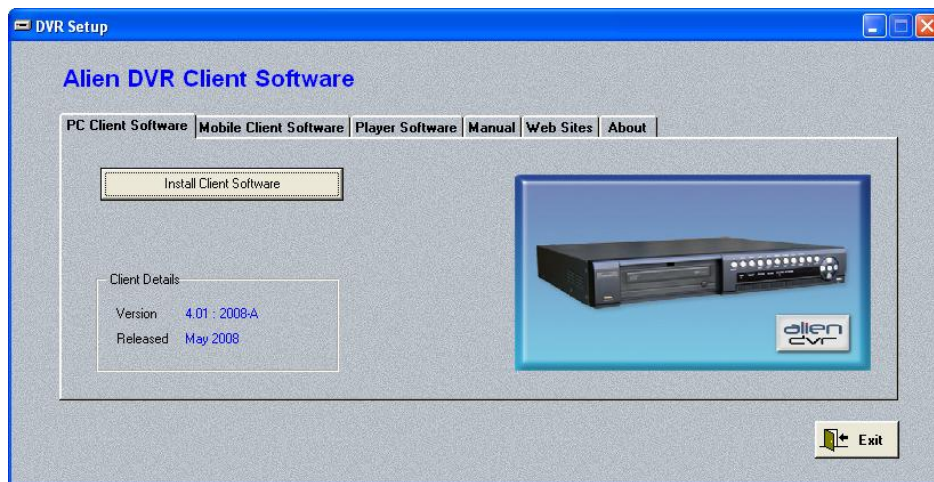 DVR Setup
Alien DVR Client Software
PC Client Software Mobile Client Software Player Software Manual Web Sites About
Install Client Software
Client Details
Version 4.01 : 2008-A
Released May 2008
alien
dvr
Exit